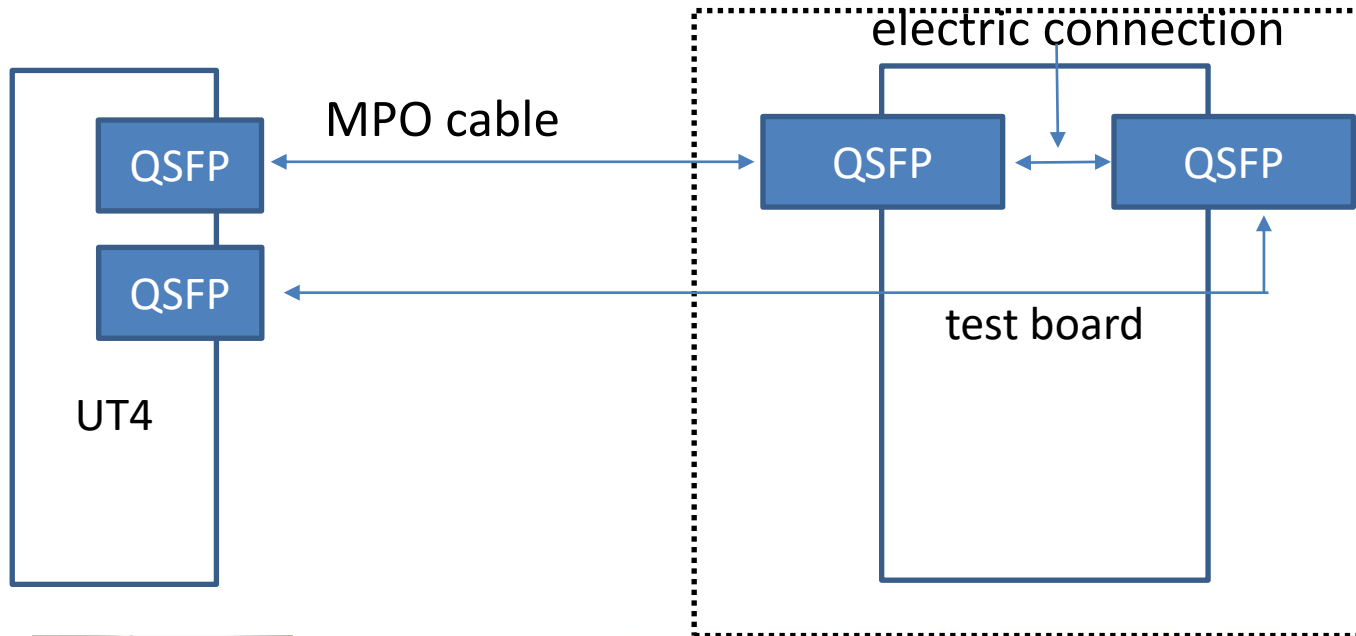 electric connection
MPO cable
QSFP
QSFP
QSFP
QSFP
test board
UT4